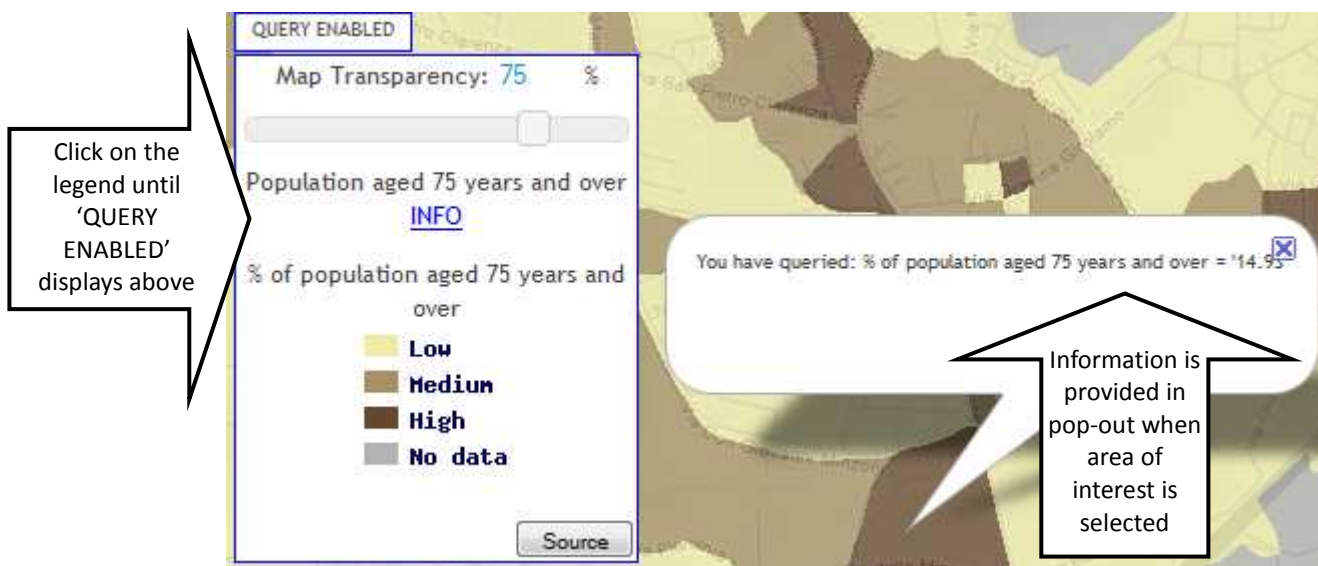 QUERY ENABLED
Map Transparency: 75 %
Click on the
legend until
‘QUERY
ENABLED’
displays above
Population aged 75 years and over
INFO
% of population aged 75 years and
over
Low
Medium
High
No data
Source
You have queried: % of population aged 75 years and over = '14.93
Information is
provided in
pop-out when
area of
interest is
selected